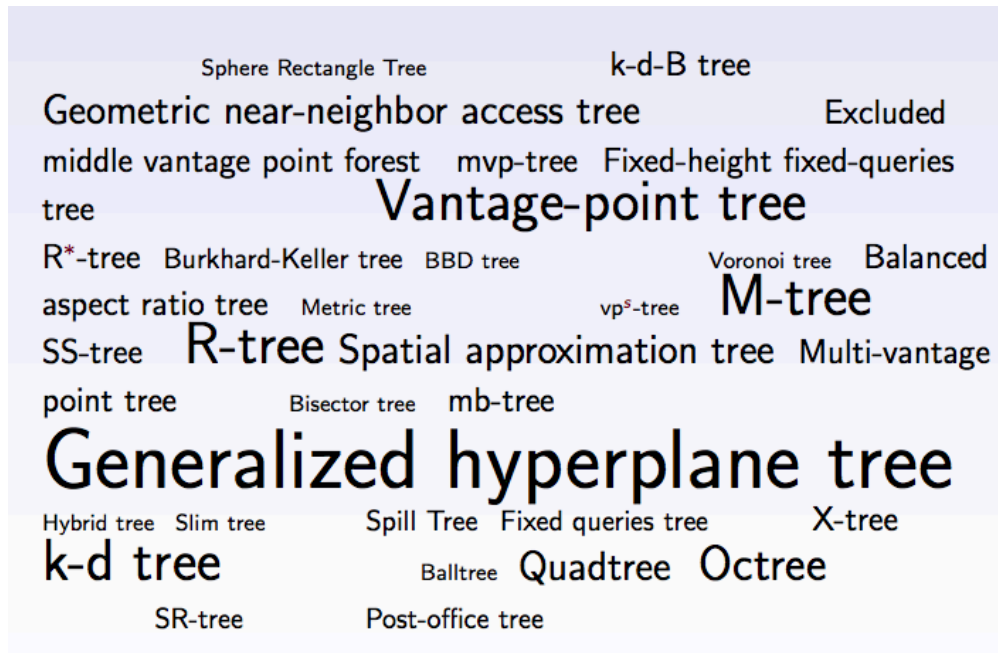 Sphere Rectangle Tree k-d-B tree
Geometric near-neighbor access tree Excluded
middle vantage point forest mvp-tree Fixed-height fixed-queries
tree Vantage-point tree
R*-tree Burkhard-Keller tree BBD tree Voronoi tree Balanced
aspect ratio tree Metric tree vpˢ-tree M-tree
SS-tree R-tree Spatial approximation tree Multi-vantage
point tree Bisector tree mb-tree
Generalized hyperplane tree
Hybrid tree Slim tree Spill Tree Fixed queries tree X-tree
k-d tree Balltree Quadtree Octree
SR-tree Post-office tree